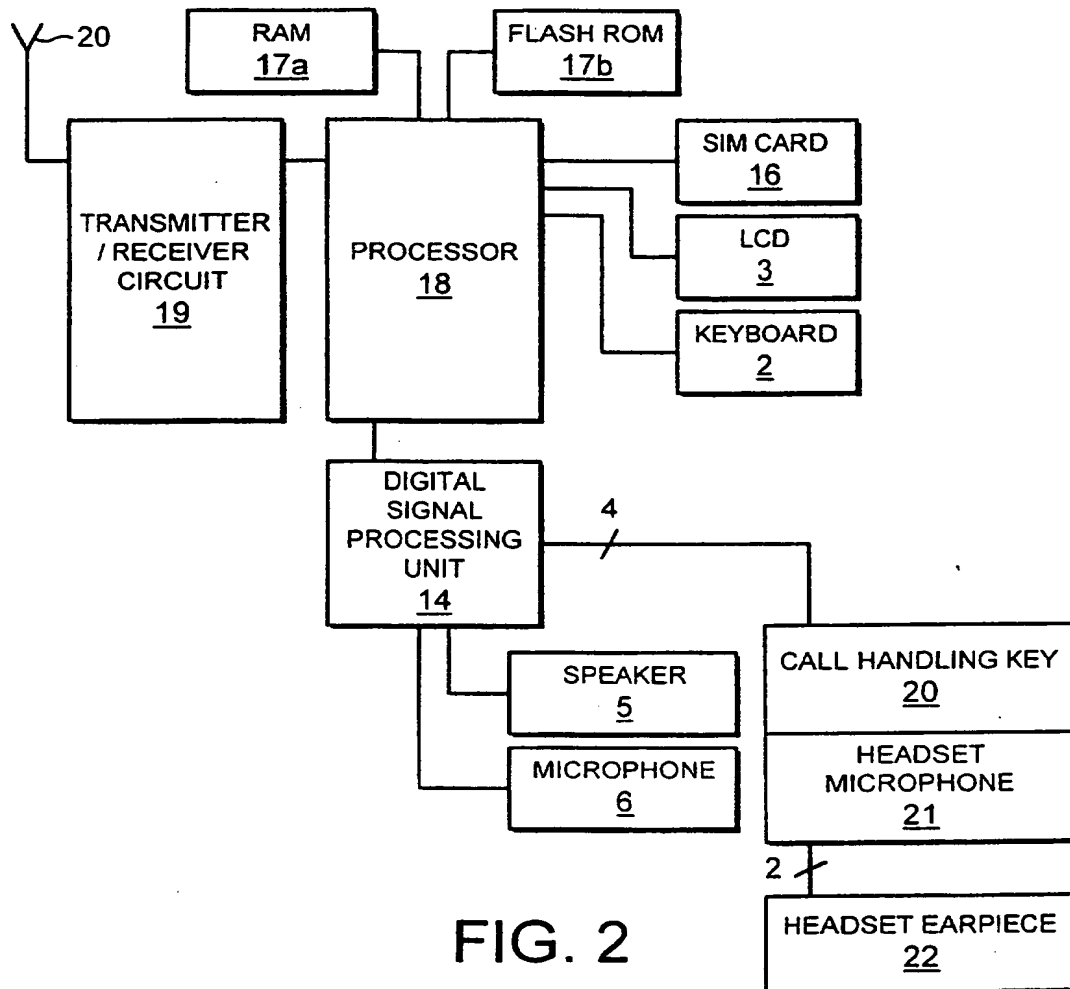 20
RAM
17a
FLASH ROM
17b
TRANSMITTER
/ RECEIVER
CIRCUIT
19
PROCESSOR
18
SIM CARD
16
LCD
3
KEYBOARD
2
DIGITAL
SIGNAL
PROCESSING
UNIT
14
4
SPEAKER
5
MICROPHONE
6
CALL HANDLING KEY
20
HEADSET
MICROPHONE
21
2
HEADSET EARPIECE
22
FIG. 2